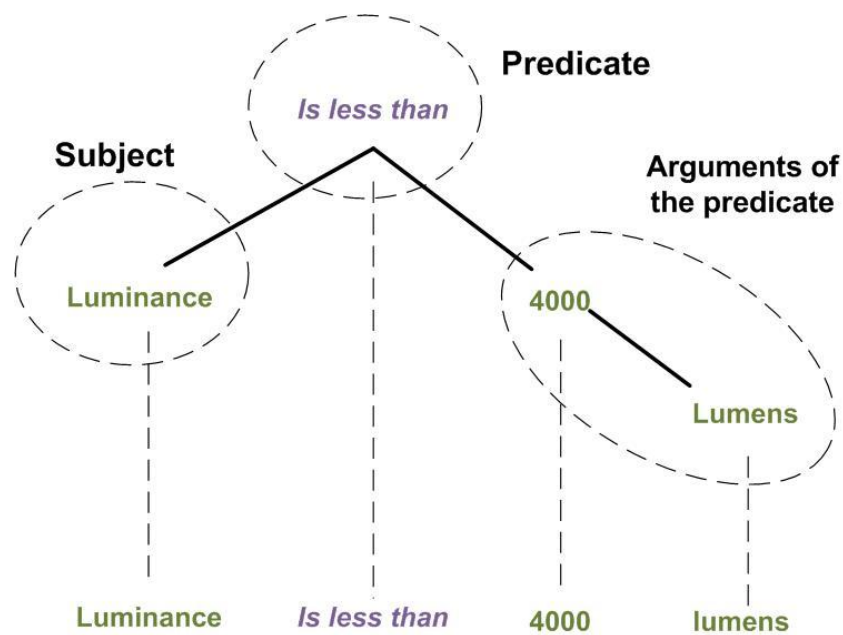 Predicate
Is less than
Subject
Arguments of
the predicate
Luminance
4000
Lumens
Luminance Is less than 4000 lumens